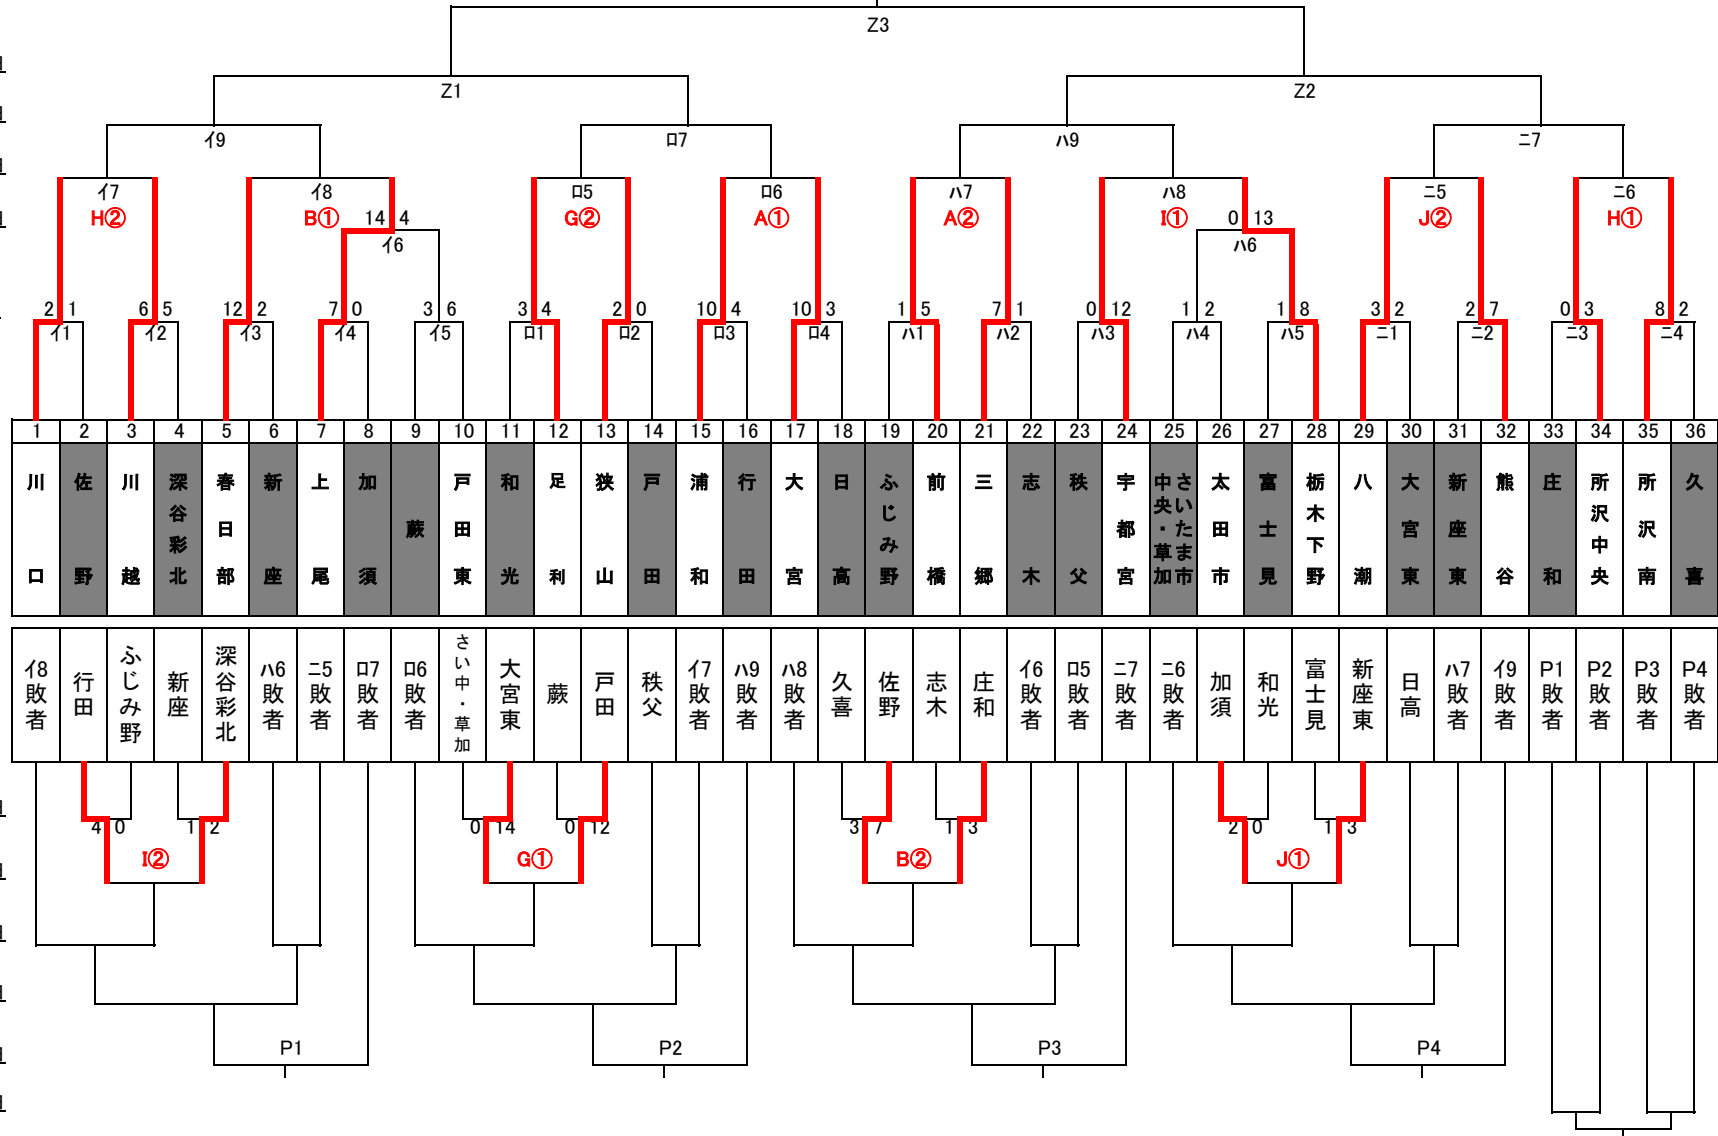 Z3
Z1 Z2
イ9 ロ7 ハ9 ニ7
イ7 イ8 ロ5 ロ6 ハ7 ハ8 ニ5 ニ6
H② B① G② A① A② I① J② H①
14 4 0 13
イ6 ハ6
2 1 6 5 12 2 7 0 3 6 3 4 2 0 10 4 10 3 1 5 7 1 0 12 1 2 1 8 3 2 2 7 0 3 8 2
イ1 イ2 イ3 イ4 イ5 ロ1 ロ2 ロ3 ロ4 ハ1 ハ2 ハ3 ハ4 ハ5 ニ1 ニ2 ニ3 ニ4
1 2 3 4 5 6 7 8 9 10 11 12 13 14 15 16 17 18 19 20 21 22 23 24 25 26 27 28 29 30 31 32 33 34 35 36
川口
佐野
川越
深谷彩北
春日部
新座
上尾
加須
蕨
戸田東
和光
足利
狭山
戸田
浦和
行田
大宮
日高
ふじみ野
前橋
三郷
志木
秩父
宇都宮
さいたま市
中央・草加
太田市
富士見
栃木下野
八潮
大宮東
新座東
熊谷
庄和
所沢中央
所沢南
久喜
イ8敗者
行田
ふじみ野
新座
深谷彩北
ハ6敗者
ニ5敗者
ロ7敗者
ロ6敗者
さい中・草加
大宮東
蕨
戸田
秩父
イ7敗者
ハ9敗者
ハ8敗者
久喜
佐野
志木
庄和
イ6敗者
ロ5敗者
ニ7敗者
ニ6敗者
加須
和光
富士見
新座東
日高
ハ7敗者
イ9敗者
P1敗者
P2敗者
P3敗者
P4敗者
4 0 1 2 0 14 0 12 3 7 1 3 2 0 1 3
I② G① B② J①
P1 P2 P3 P4